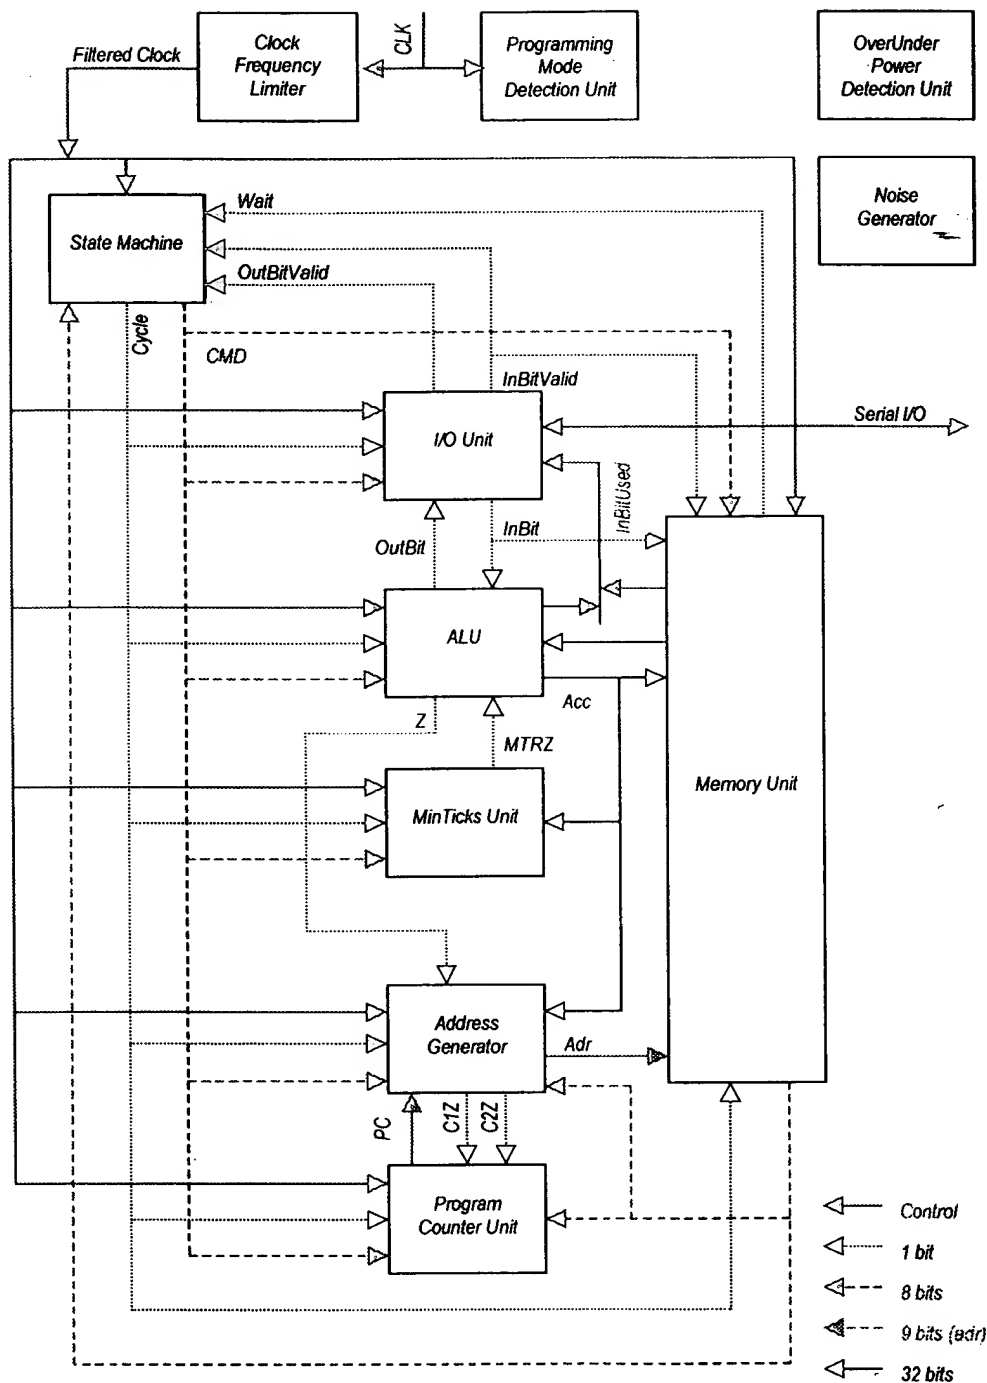 Filtered Clock
Clock
Frequency
Limiter
CLK
Programming
Mode
Detection Unit
OverUnder
Power
Detection Unit
Noise
Generator
State Machine
Wait
OutBitValid
Cycle
CMD
InBitValid
I/O Unit
Serial I/O
InBitUsed
OutBit
InBit
ALU
Acc
Z
MTRZ
MinTicks Unit
Memory Unit
Address
Generator
Adr
PC
C1Z
C2Z
Program
Counter Unit
Control
1 bit
8 bits
9 bits (adr)
32 bits